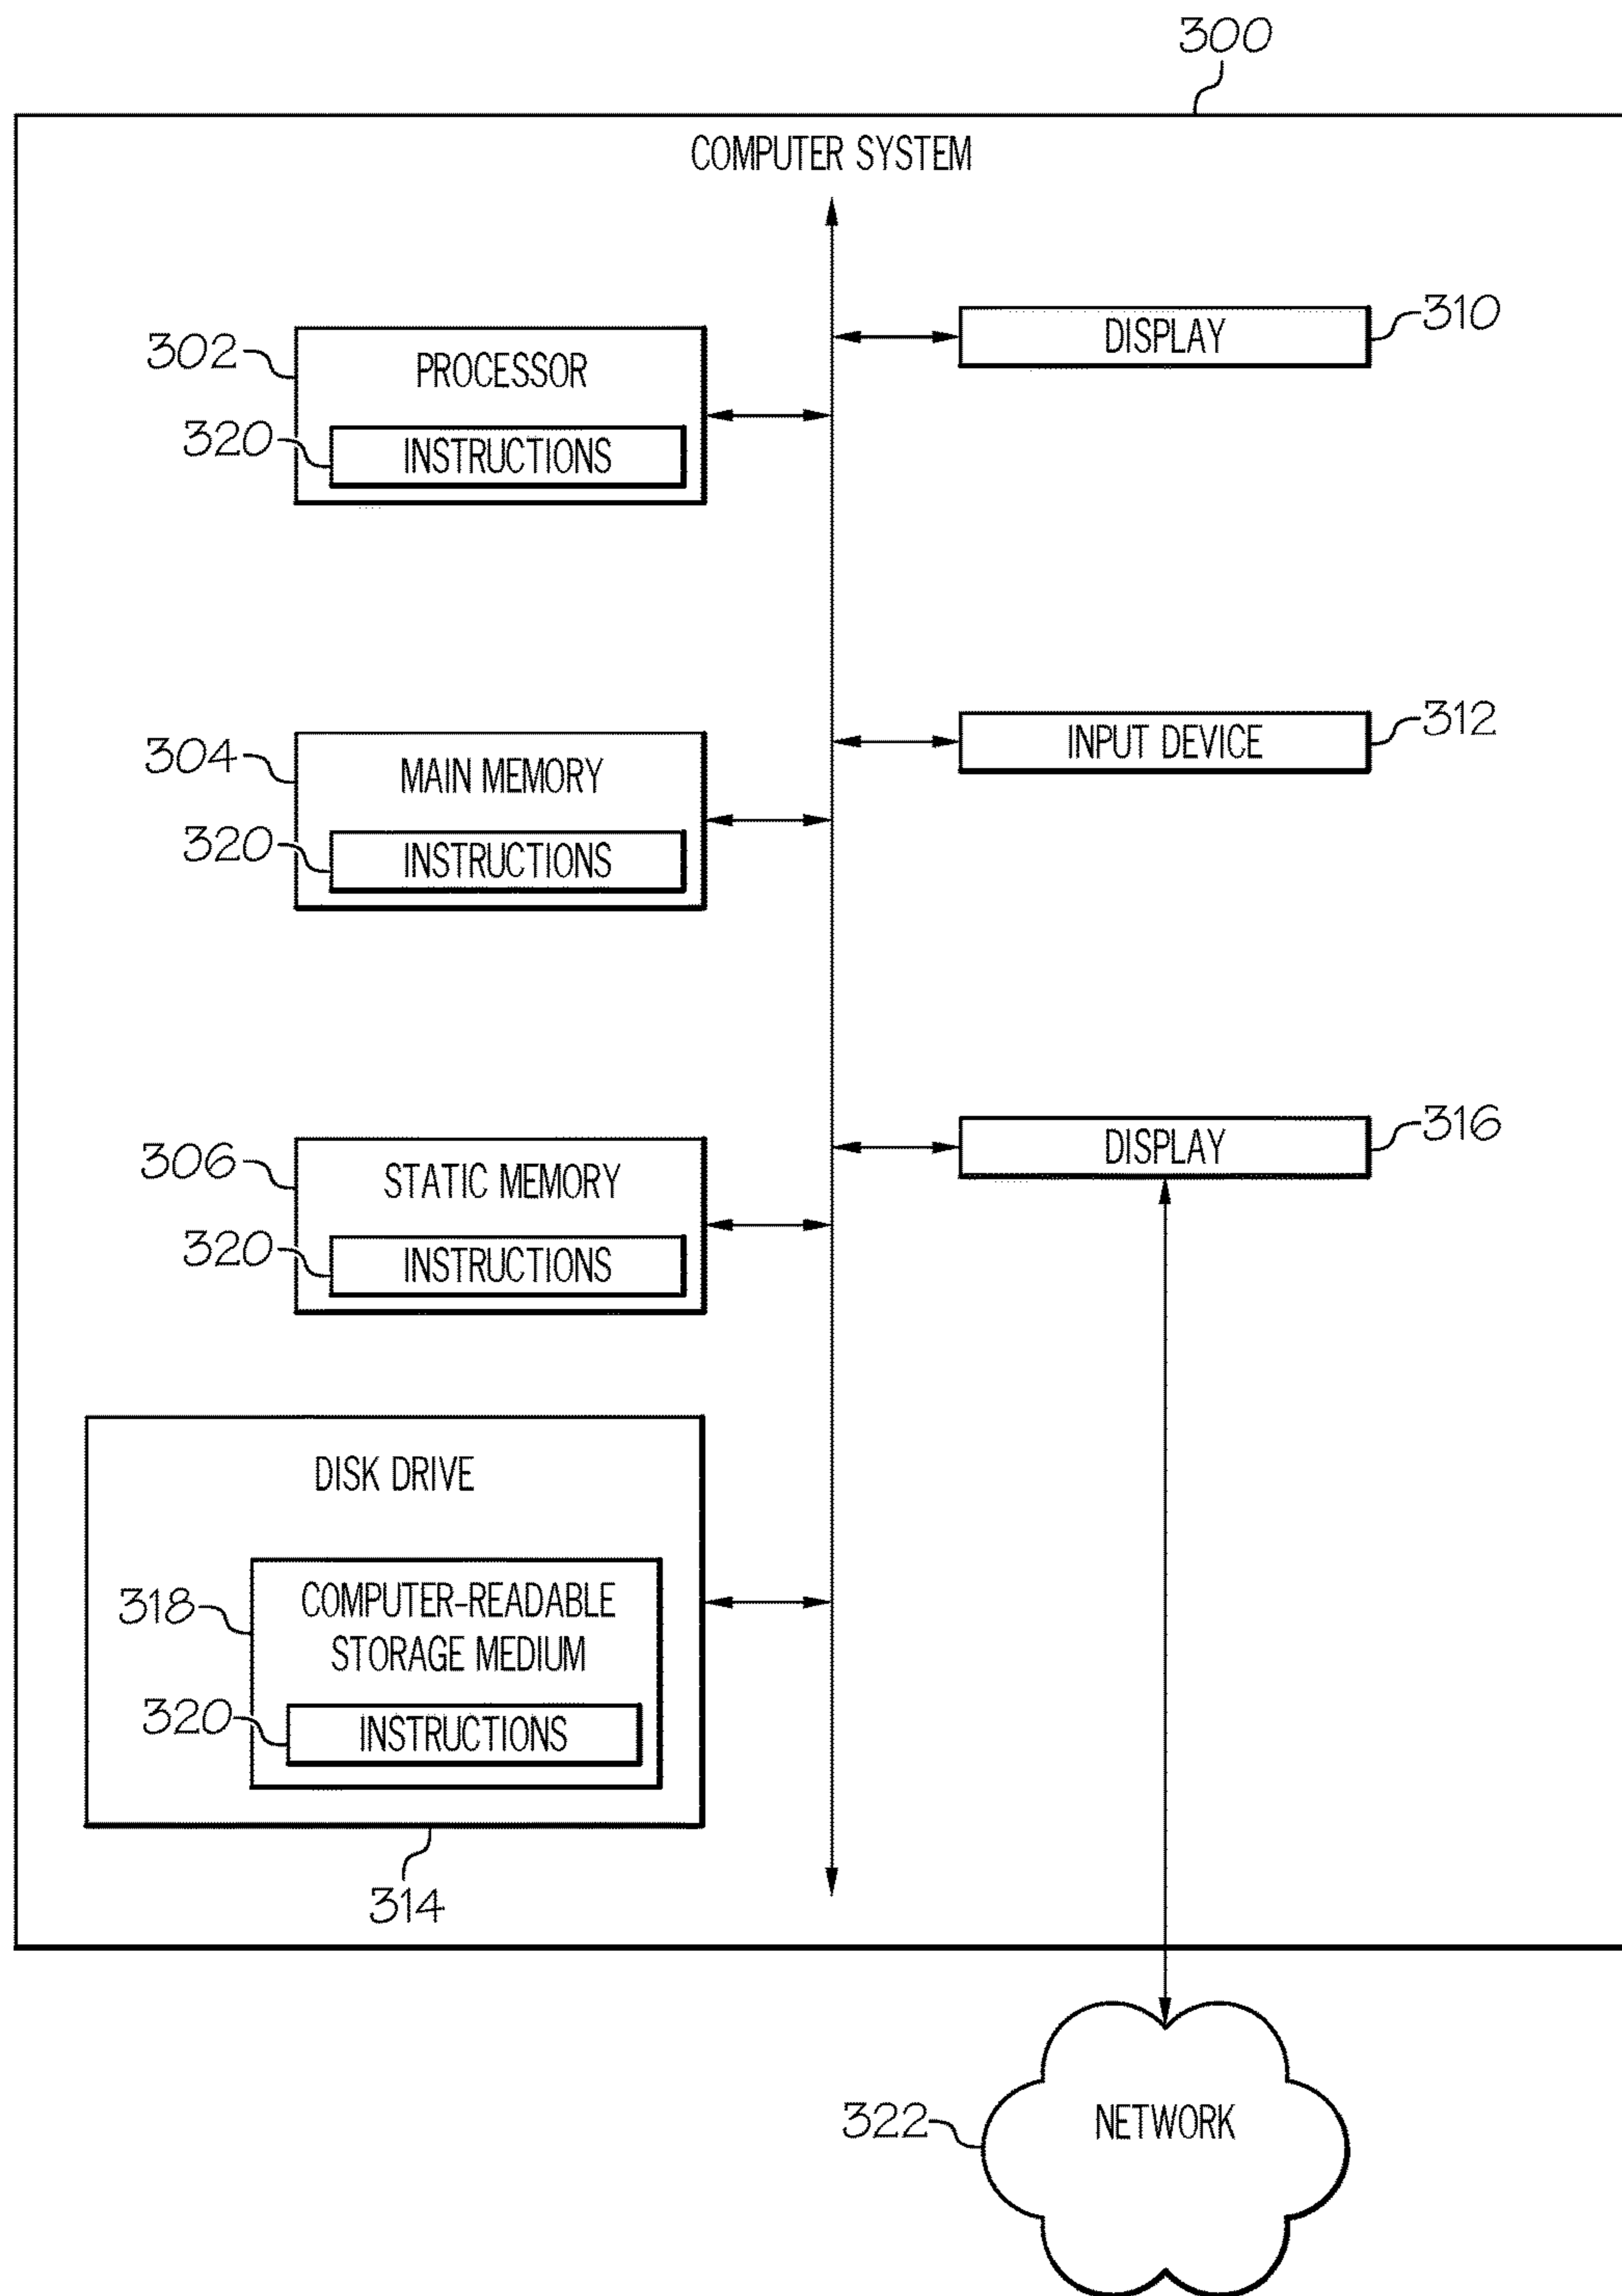 300
COMPUTER SYSTEM
302
PROCESSOR
320
INSTRUCTIONS
DISPLAY
310
304
MAIN MEMORY
320
INSTRUCTIONS
INPUT DEVICE
312
306
STATIC MEMORY
320
INSTRUCTIONS
DISPLAY
316
DISK DRIVE
318
COMPUTER-READABLE
STORAGE MEDIUM
320
INSTRUCTIONS
314
322
NETWORK